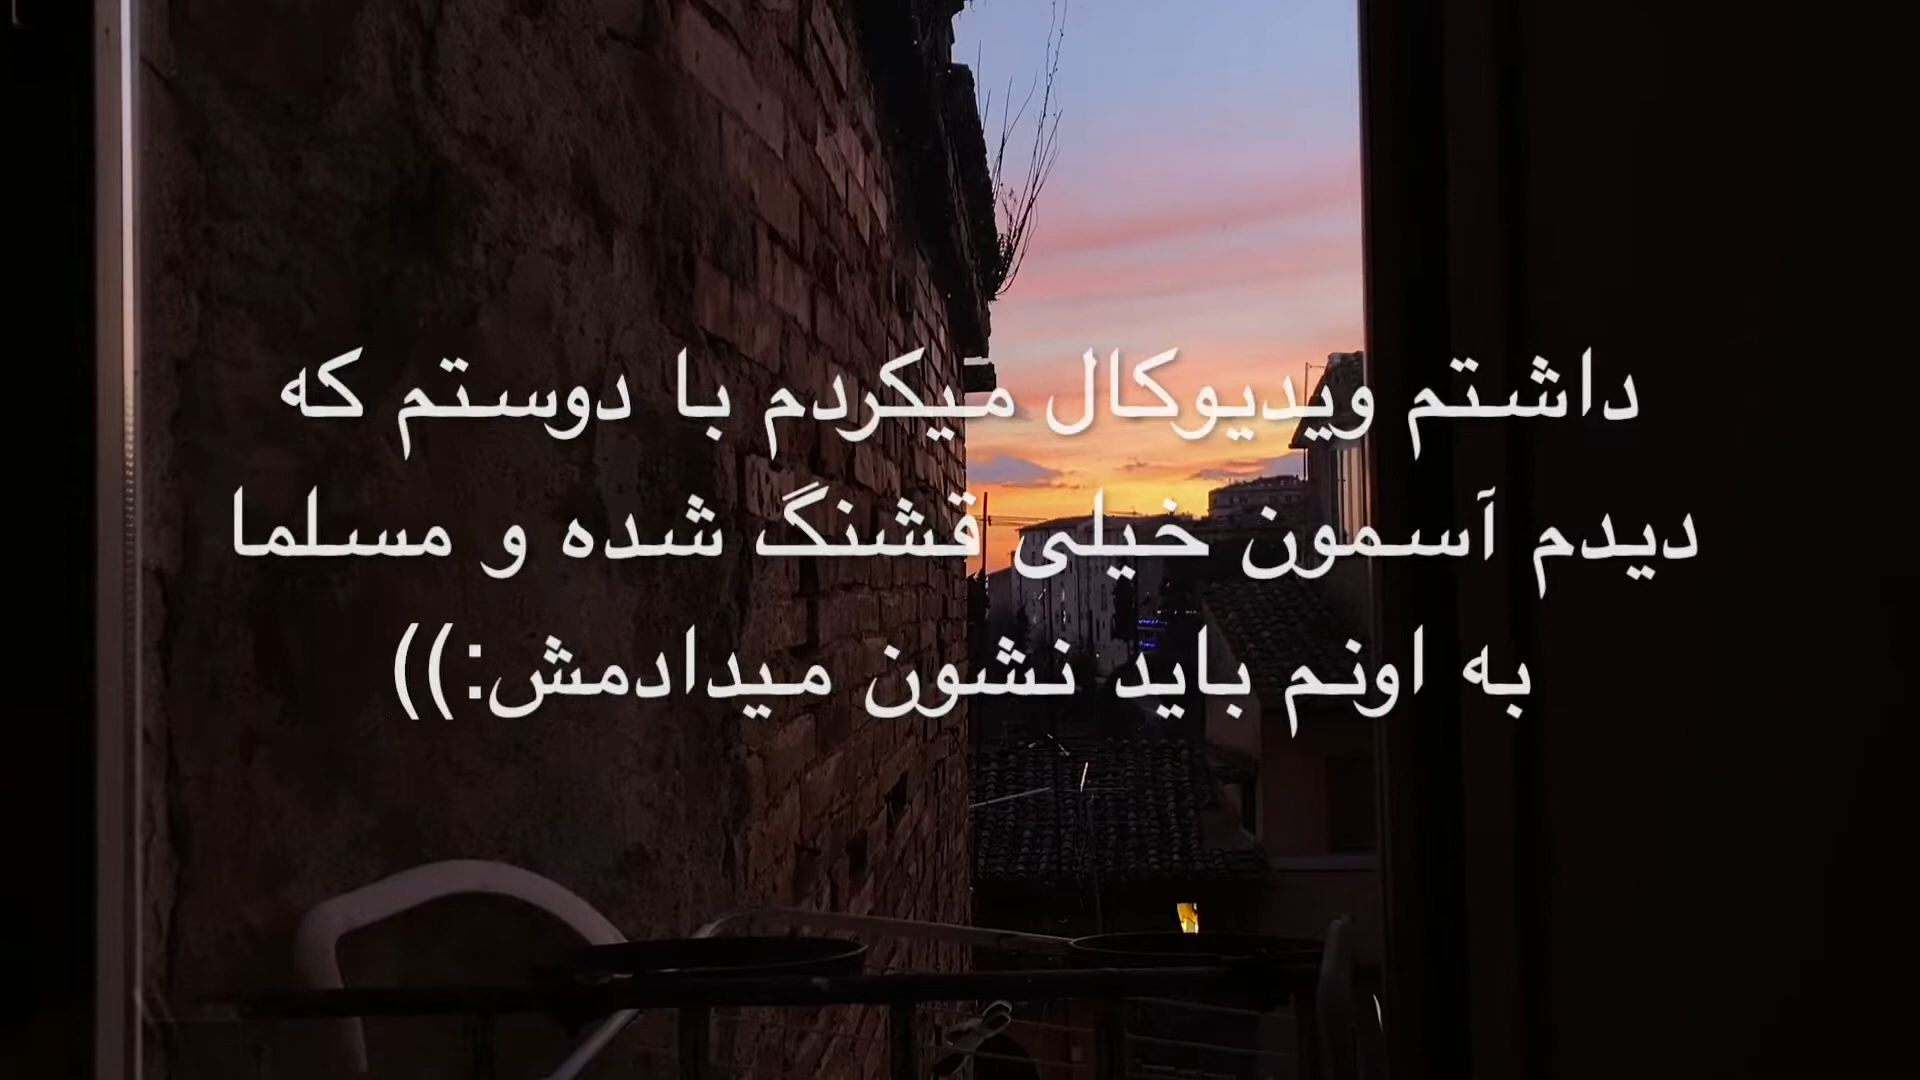 داشتم ویدیوکال میکردم با دوستم که
دیدم آسمون خیلی قشنگ شده و مسلما
به اونم باید نشون میدادمش:))